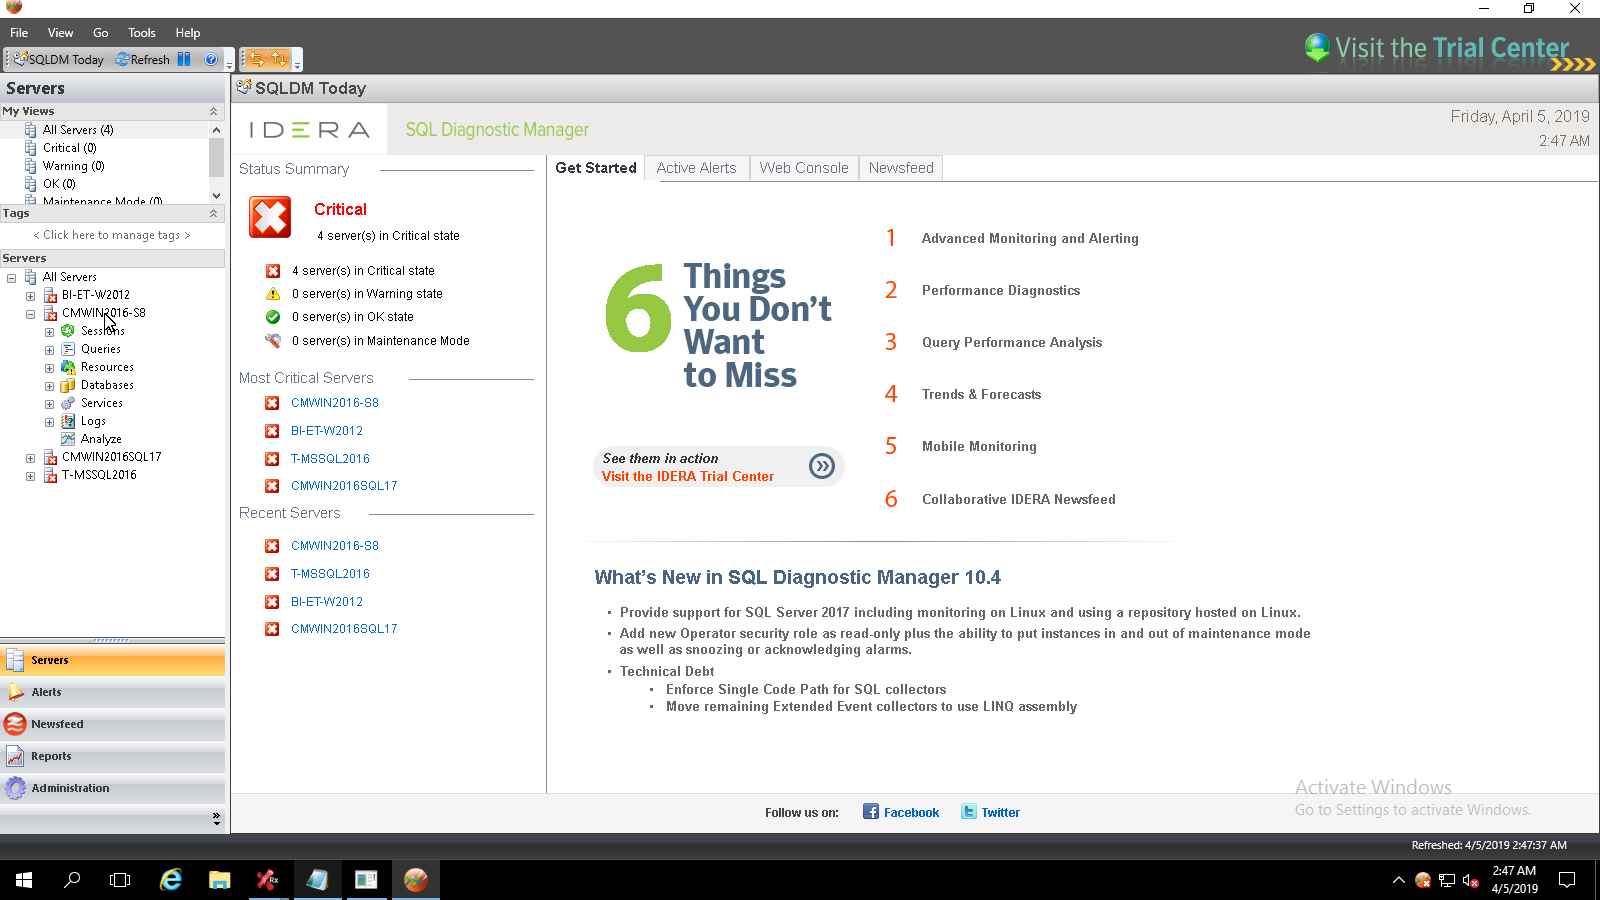 File View Go Tools Help
SQLDM Today Refresh
Visit the Trial Center
Servers
My Views
All Servers (4)
Critical (0)
Warning (0)
OK (0)
Maintenance Mode (0)
Tags
< Click here to manage tags >
Servers
All Servers
BI-ET-W2012
CMWIN2016-S8
Sessions
Queries
Resources
Databases
Services
Logs
Analyze
CMWIN2016SQL17
T-MSSQL2016
Servers
Alerts
Newsfeed
Reports
Administration
SQLDM Today
IDERA SQL Diagnostic Manager
Friday, April 5, 2019
2:47 AM
Status Summary
Critical
4 server(s) in Critical state
4 server(s) in Critical state
0 server(s) in Warning state
0 server(s) in OK state
0 server(s) in Maintenance Mode
Most Critical Servers
CMWIN2016-S8
BI-ET-W2012
T-MSSQL2016
CMWIN2016SQL17
Recent Servers
CMWIN2016-S8
T-MSSQL2016
BI-ET-W2012
CMWIN2016SQL17
Get Started Active Alerts Web Console Newsfeed
6 Things
You Don't
Want
to Miss
See them in action
Visit the IDERA Trial Center
1 Advanced Monitoring and Alerting
2 Performance Diagnostics
3 Query Performance Analysis
4 Trends & Forecasts
5 Mobile Monitoring
6 Collaborative IDERA Newsfeed
What's New in SQL Diagnostic Manager 10.4
• Provide support for SQL Server 2017 including monitoring on Linux and using a repository hosted on Linux.
• Add new Operator security role as read-only plus the ability to put instances in and out of maintenance mode
as well as snoozing or acknowledging alarms.
• Technical Debt
• Enforce Single Code Path for SQL collectors
• Move remaining Extended Event collectors to use LINQ assembly
Activate Windows
Go to Settings to activate Windows.
Follow us on: Facebook Twitter
Refreshed: 4/5/2019 2:47:37 AM
2:47 AM
4/5/2019